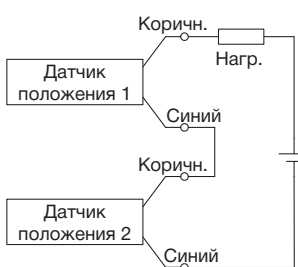 Коричн.
Нагр.
Датчик
положения 1
Синий
Коричн.
Датчик
положения 2
Синий